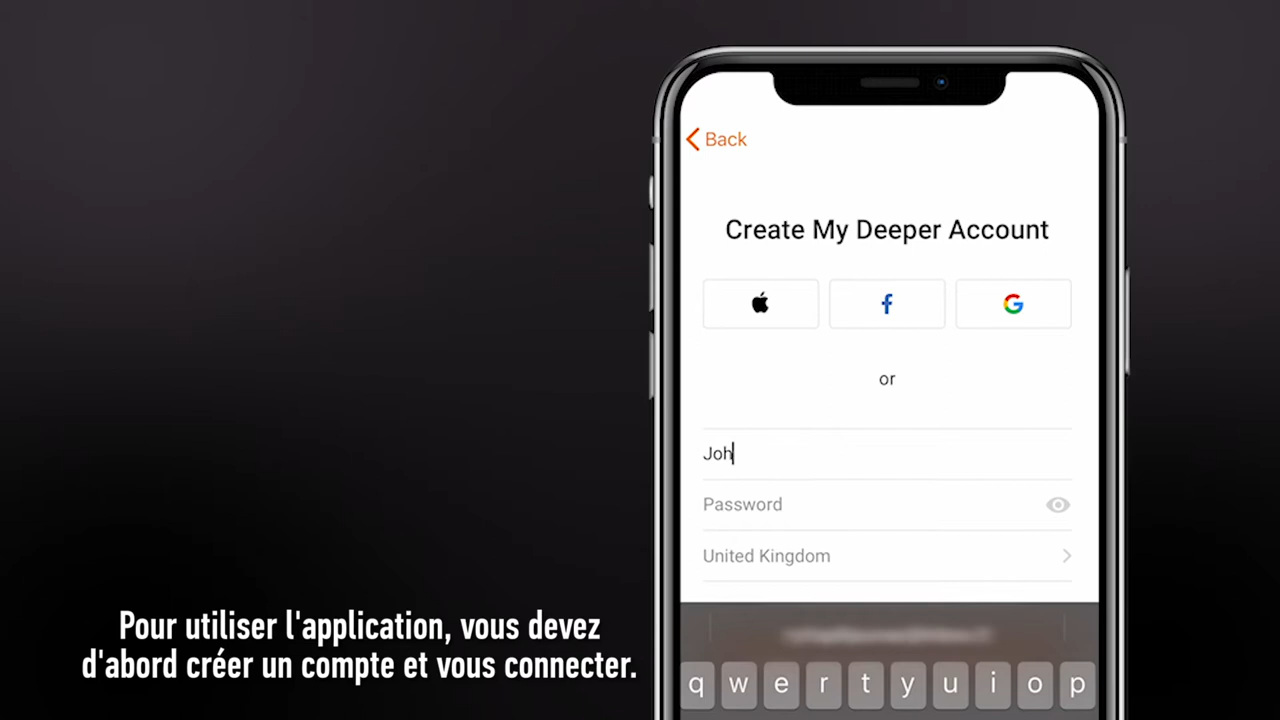 Back
Create My Deeper Account
or
Joh
Password
United Kingdom
q w e r t y u i o p
Pour utiliser l'application, vous devez
d'abord créer un compte et vous connecter.